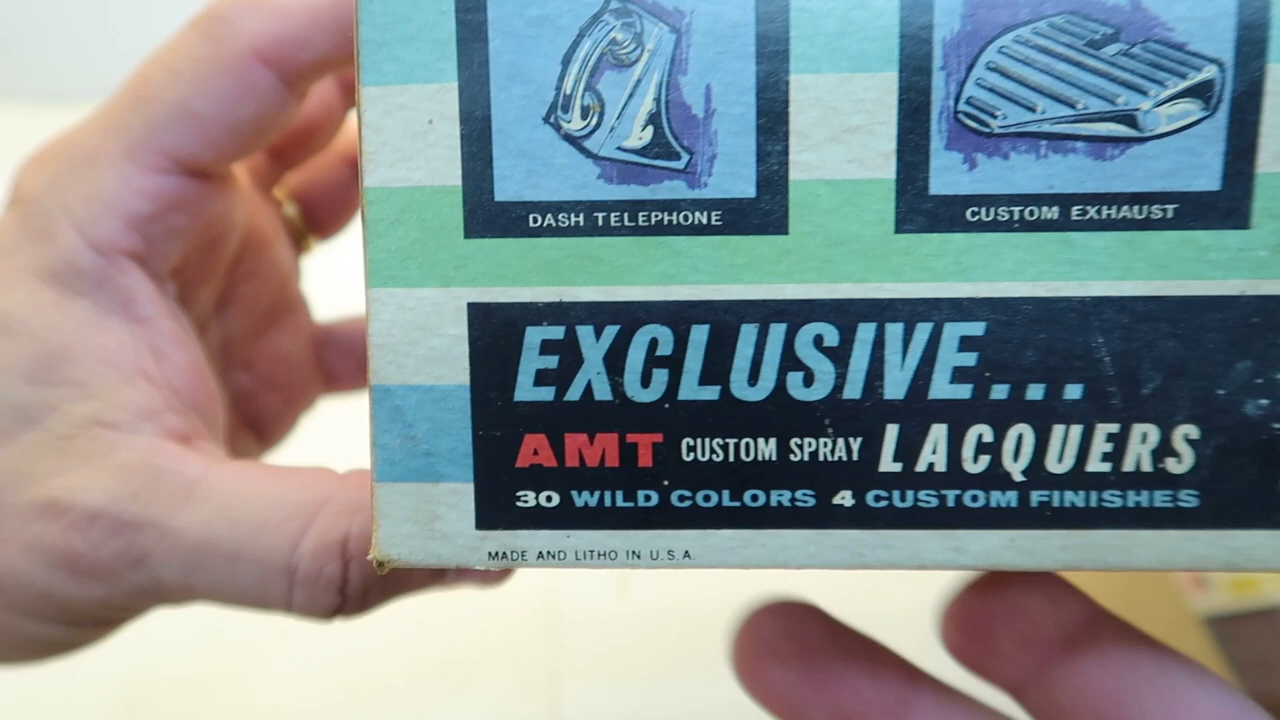 DASH TELEPHONE
CUSTOM EXHAUST
EXCLUSIVE...
AMT CUSTOM SPRAY LACQUERS
30 WILD COLORS 4 CUSTOM FINISHES
MADE AND LITHO IN U.S.A.